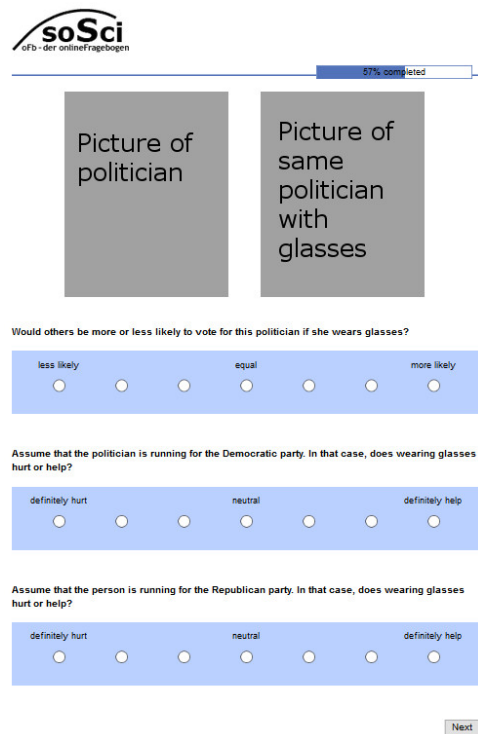 soSci
oFb - der onlineFragebogen
57% completed
Picture of
politician
Picture of
same
politician
with
glasses
Would others be more or less likely to vote for this politician if she wears glasses?
less likely equal more likely
Assume that the politician is running for the Democratic party. In that case, does wearing glasses
hurt or help?
definitely hurt neutral definitely help
Assume that the person is running for the Republican party. In that case, does wearing glasses
hurt or help?
definitely hurt neutral definitely help
Next